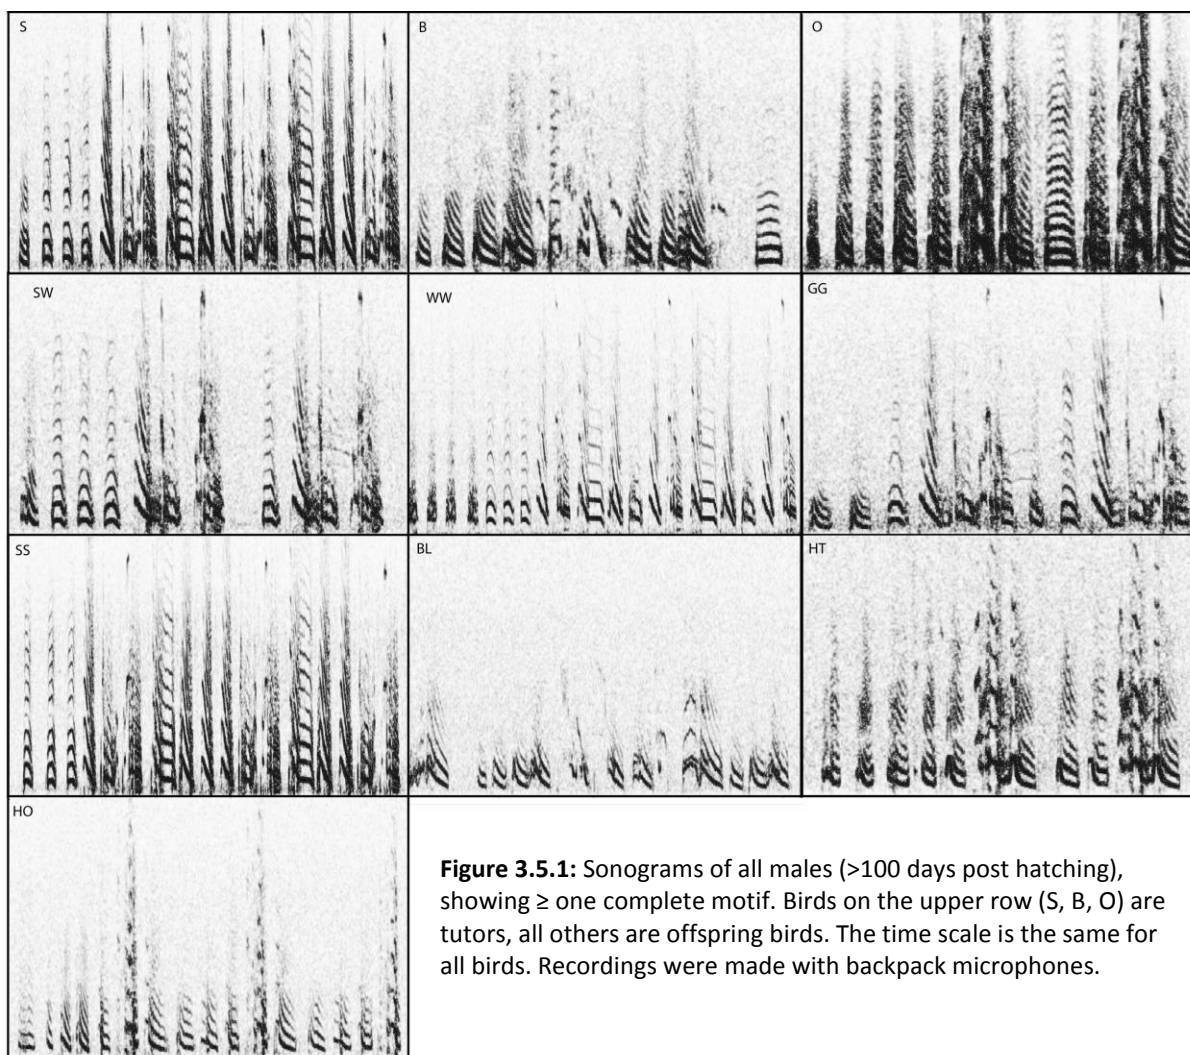 S
B
O
SW
WW
GG
SS
BL
HT
HO
Figure 3.5.1: Sonograms of all males (>100 days post hatching),
showing ≥ one complete motif. Birds on the upper row (S, B, O) are
tutors, all others are offspring birds. The time scale is the same for
all birds. Recordings were made with backpack microphones.